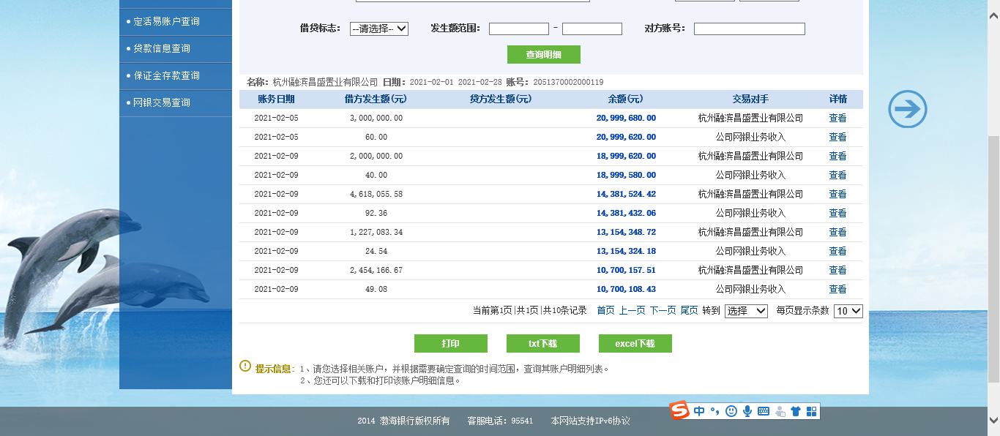 定活易账户查询
贷款信息查询
保证金存款查询
网银交易查询
借贷标志： --请选择-- 发生额范围： - 对方账号：
查询明细
名称： 杭州融滨昌盛置业有限公司 日期： 2021-02-01 2021-02-28 账号： 2051370002000119
账务日期 借方发生额(元) 贷方发生额(元) 余额(元) 交易对手 详情
2021-02-05 3,000,000.00 20,999,680.00 杭州融滨昌盛置业有限公司 查看
2021-02-05 60.00 20,999,620.00 公司网银业务收入 查看
2021-02-09 2,000,000.00 18,999,620.00 杭州融滨昌盛置业有限公司 查看
2021-02-09 40.00 18,999,580.00 公司网银业务收入 查看
2021-02-09 4,618,055.58 14,381,524.42 杭州融滨昌盛置业有限公司 查看
2021-02-09 92.36 14,381,432.06 公司网银业务收入 查看
2021-02-09 1,227,083.34 13,154,348.72 杭州融滨昌盛置业有限公司 查看
2021-02-09 24.54 13,154,324.18 公司网银业务收入 查看
2021-02-09 2,454,166.67 10,700,157.51 杭州融滨昌盛置业有限公司 查看
2021-02-09 49.08 10,700,108.43 公司网银业务收入 查看
当前第1页|共1页|共10条记录 首页 上一页 下一页 尾页 转到 选择 每页显示条数 10
打印 txt下载 excel下载
提示信息： 1、请您选择相关账户，并根据需要确定查询的时间范围，查询其账户明细列表。
2、您还可以下载和打印该账户明细信息。
中
2014 渤海银行版权所有 客服电话：95541 本网站支持IPv6协议